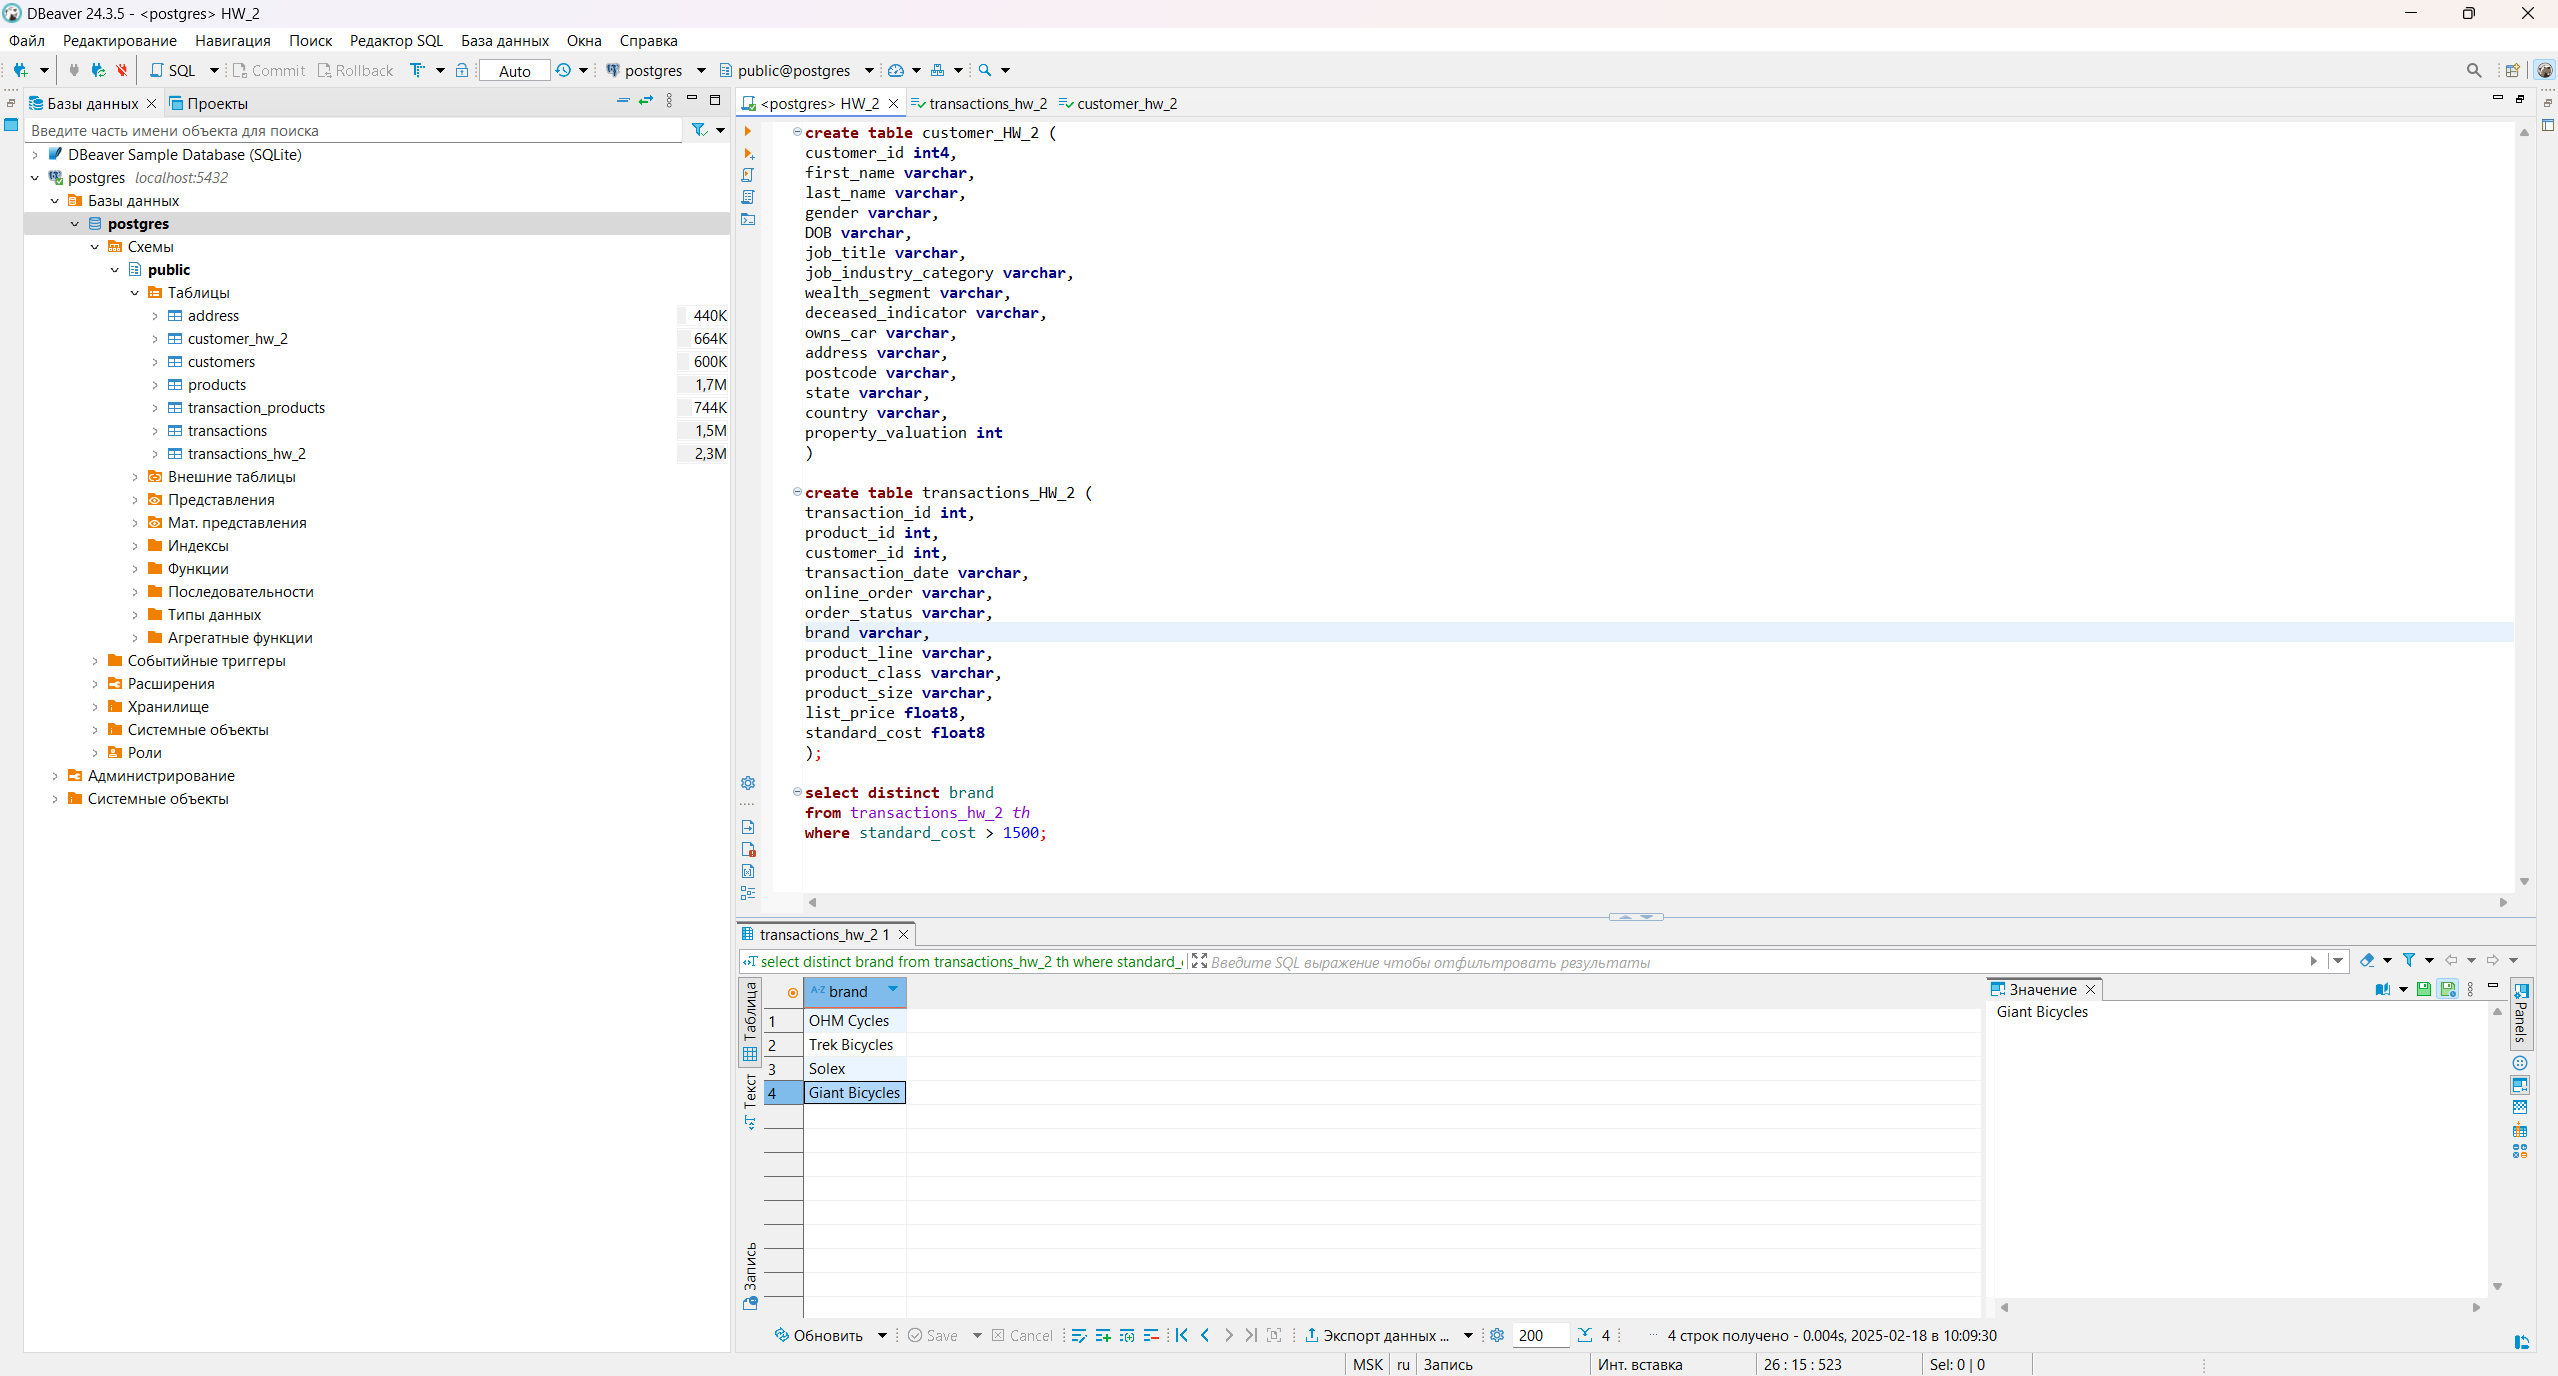 DBeaver 24.3.5 - <postgres> HW_2
Файл Редактирование Навигация Поиск Редактор SQL База данных Окна Справка
SQL Commit Rollback Auto postgres public@postgres
Базы данных Проекты
Введите часть имени объекта для поиска
DBeaver Sample Database (SQLite)
postgres localhost:5432
Базы данных
postgres
Схемы
public
Таблицы
address 440K
customer_hw_2 664K
customers 600K
products 1,7M
transaction_products 744K
transactions 1,5M
transactions_hw_2 2,3M
Внешние таблицы
Представления
Мат. представления
Индексы
Функции
Последовательности
Типы данных
Агрегатные функции
Событийные триггеры
Расширения
Хранилище
Системные объекты
Роли
Администрирование
Системные объекты
<postgres> HW_2 transactions_hw_2 customer_hw_2
create table customer_HW_2 (
customer_id int4,
first_name varchar,
last_name varchar,
gender varchar,
DOB varchar,
job_title varchar,
job_industry_category varchar,
wealth_segment varchar,
deceased_indicator varchar,
owns_car varchar,
address varchar,
postcode varchar,
state varchar,
country varchar,
property_valuation int
)
create table transactions_HW_2 (
transaction_id int,
product_id int,
customer_id int,
transaction_date varchar,
online_order varchar,
order_status varchar,
brand varchar,
product_line varchar,
product_class varchar,
product_size varchar,
list_price float8,
standard_cost float8
);
select distinct brand
from transactions_hw_2 th
where standard_cost > 1500;
transactions_hw_2 1
select distinct brand from transactions_hw_2 th where standard_ Введите SQL выражение чтобы отфильтровать результаты
Таблица
Текст
Запись
A-Z brand
1 OHM Cycles
2 Trek Bicycles
3 Solex
4 Giant Bicycles
Значение
Giant Bicycles
Panels
Обновить Save Cancel Экспорт данных ... 200 4 4 строк получено - 0.004s, 2025-02-18 в 10:09:30
MSK ru Запись Инт. вставка 26 : 15 : 523 Sel: 0 | 0